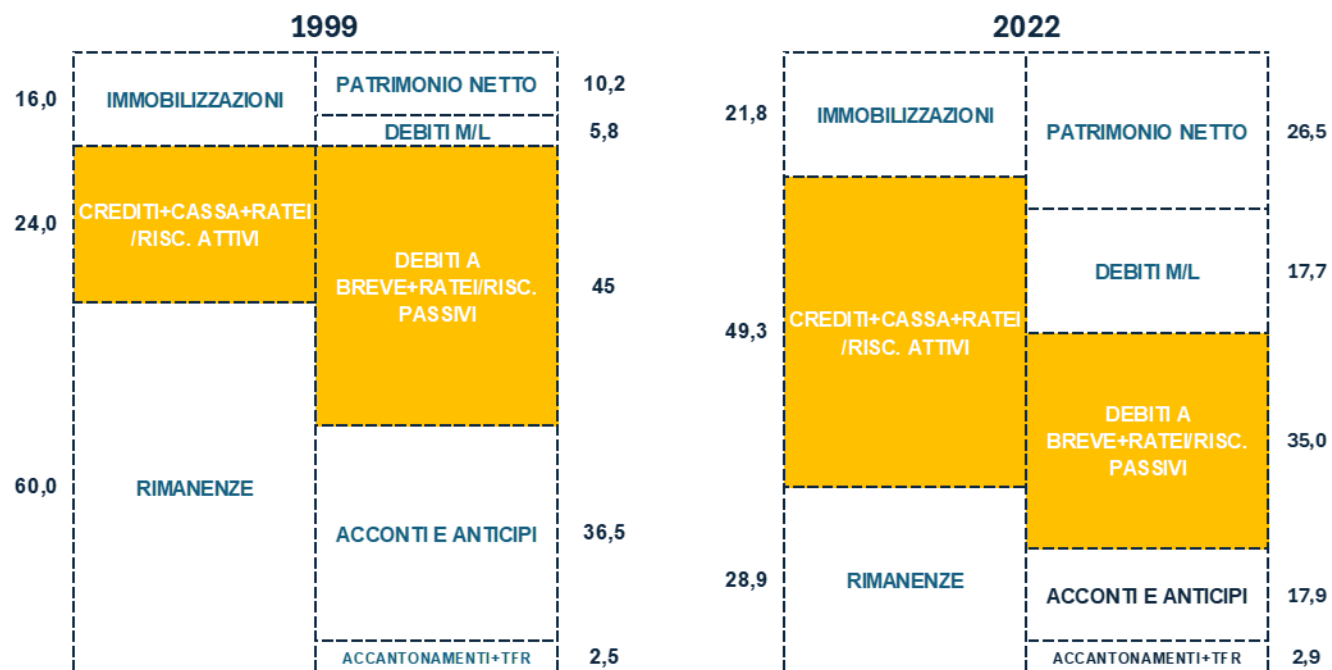 1999
16,0
IMMOBILIZZAZIONI
24,0
CREDITI+CASSA+RATEI
/RISC. ATTIVI
60,0
RIMANENZE
PATRIMONIO NETTO
10,2
DEBITI M/L
5,8
DEBITI A
BREVE+RATEI/RISC.
PASSIVI
45
ACCONTI E ANTICIPI
36,5
ACCANTONAMENTI+TFR
2,5
2022
21,8
IMMOBILIZZAZIONI
49,3
CREDITI+CASSA+RATEI
/RISC. ATTIVI
28,9
RIMANENZE
PATRIMONIO NETTO
26,5
DEBITI M/L
17,7
DEBITI A
BREVE+RATEI/RISC.
PASSIVI
35,0
ACCONTI E ANTICIPI
17,9
ACCANTONAMENTI+TFR
2,9